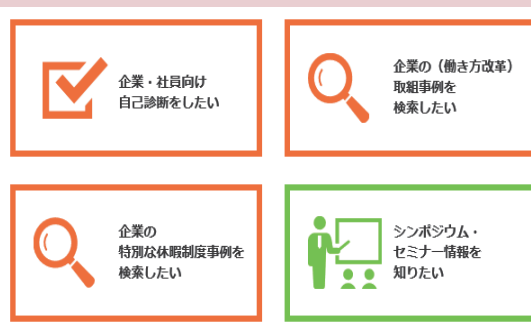 企業・社員向け
自己診断をしたい
企業の（働き方改革）
取組事例を
検索したい
企業の
特別な休暇制度事例を
検索したい
シンポジウム・
セミナー情報を
知りたい